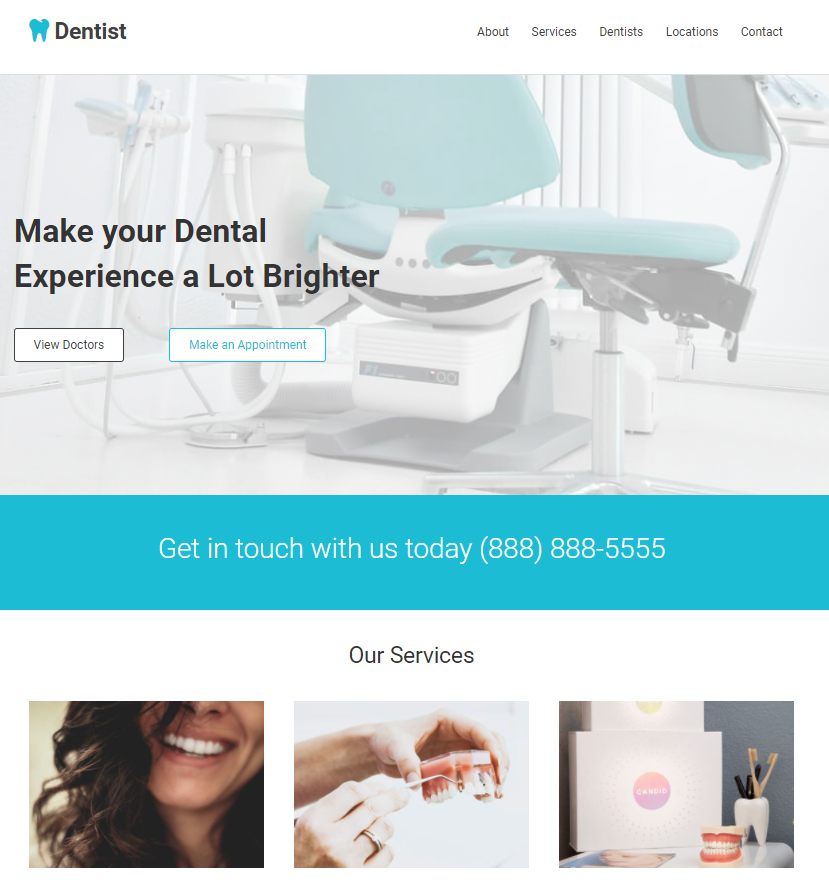 Dentist
About Services Dentists Locations Contact
Make your Dental
Experience a Lot Brighter
View Doctors Make an Appointment
Get in touch with us today (888) 888-5555
Our Services
CANDID